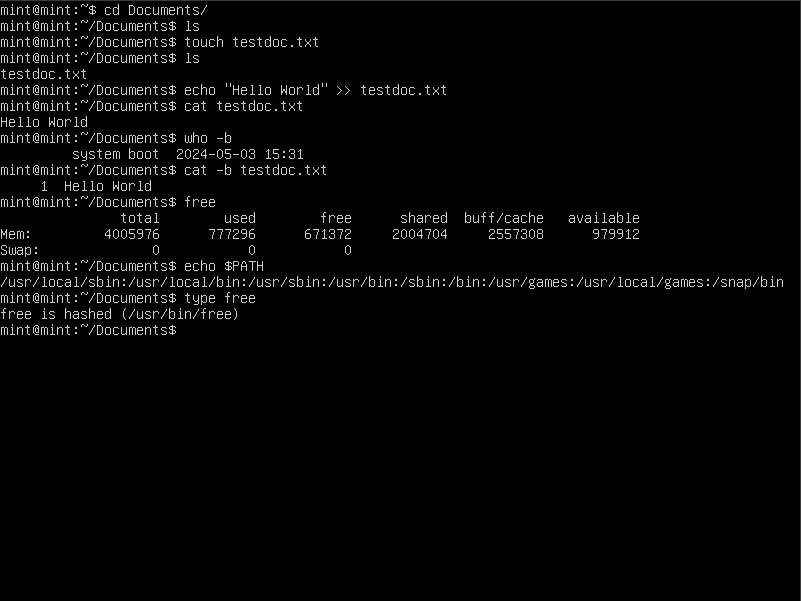 mint@mint:~$ cd Documents/
mint@mint:~/Documents$ ls
mint@mint:~/Documents$ touch testdoc.txt
mint@mint:~/Documents$ ls
testdoc.txt
mint@mint:~/Documents$ echo "Hello World" >> testdoc.txt
mint@mint:~/Documents$ cat testdoc.txt
Hello World
mint@mint:~/Documents$ who -b
         system boot  2024-05-03 15:31
mint@mint:~/Documents$ cat -b testdoc.txt
     1  Hello World
mint@mint:~/Documents$ free
               total        used        free      shared  buff/cache   available
Mem:         4005976      777296      671372     2004704     2557308      979912
Swap:              0           0           0
mint@mint:~/Documents$ echo $PATH
/usr/local/sbin:/usr/local/bin:/usr/sbin:/usr/bin:/sbin:/bin:/usr/games:/usr/local/games:/snap/bin
mint@mint:~/Documents$ type free
free is hashed (/usr/bin/free)
mint@mint:~/Documents$